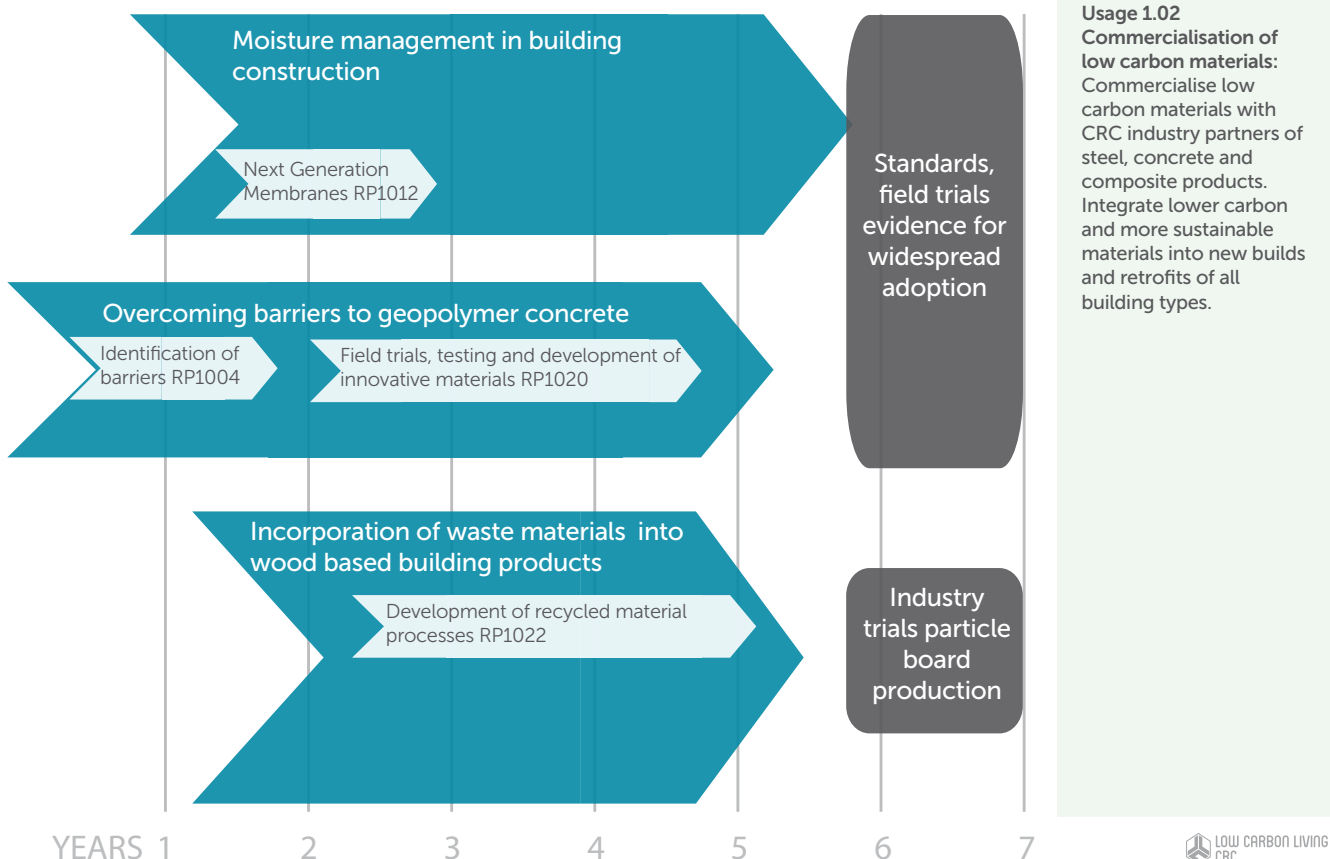 Moisture management in building
construction
Next Generation
Membranes RP1012
Overcoming barriers to geopolymer concrete
Identification of
barriers RP1004
Field trials, testing and development of
innovative materials RP1020
Incorporation of waste materials into
wood based building products
Development of recycled material
processes RP1022
Standards,
field trials
evidence for
widespread
adoption
Industry
trials particle
board
production
Usage 1.02
Commercialisation of
low carbon materials:
Commercialise low
carbon materials with
CRC industry partners of
steel, concrete and
composite products.
Integrate lower carbon
and more sustainable
materials into new builds
and retrofits of all
building types.
YEARS 1 2 3 4 5 6 7
LOW CARBON LIVING
CRC